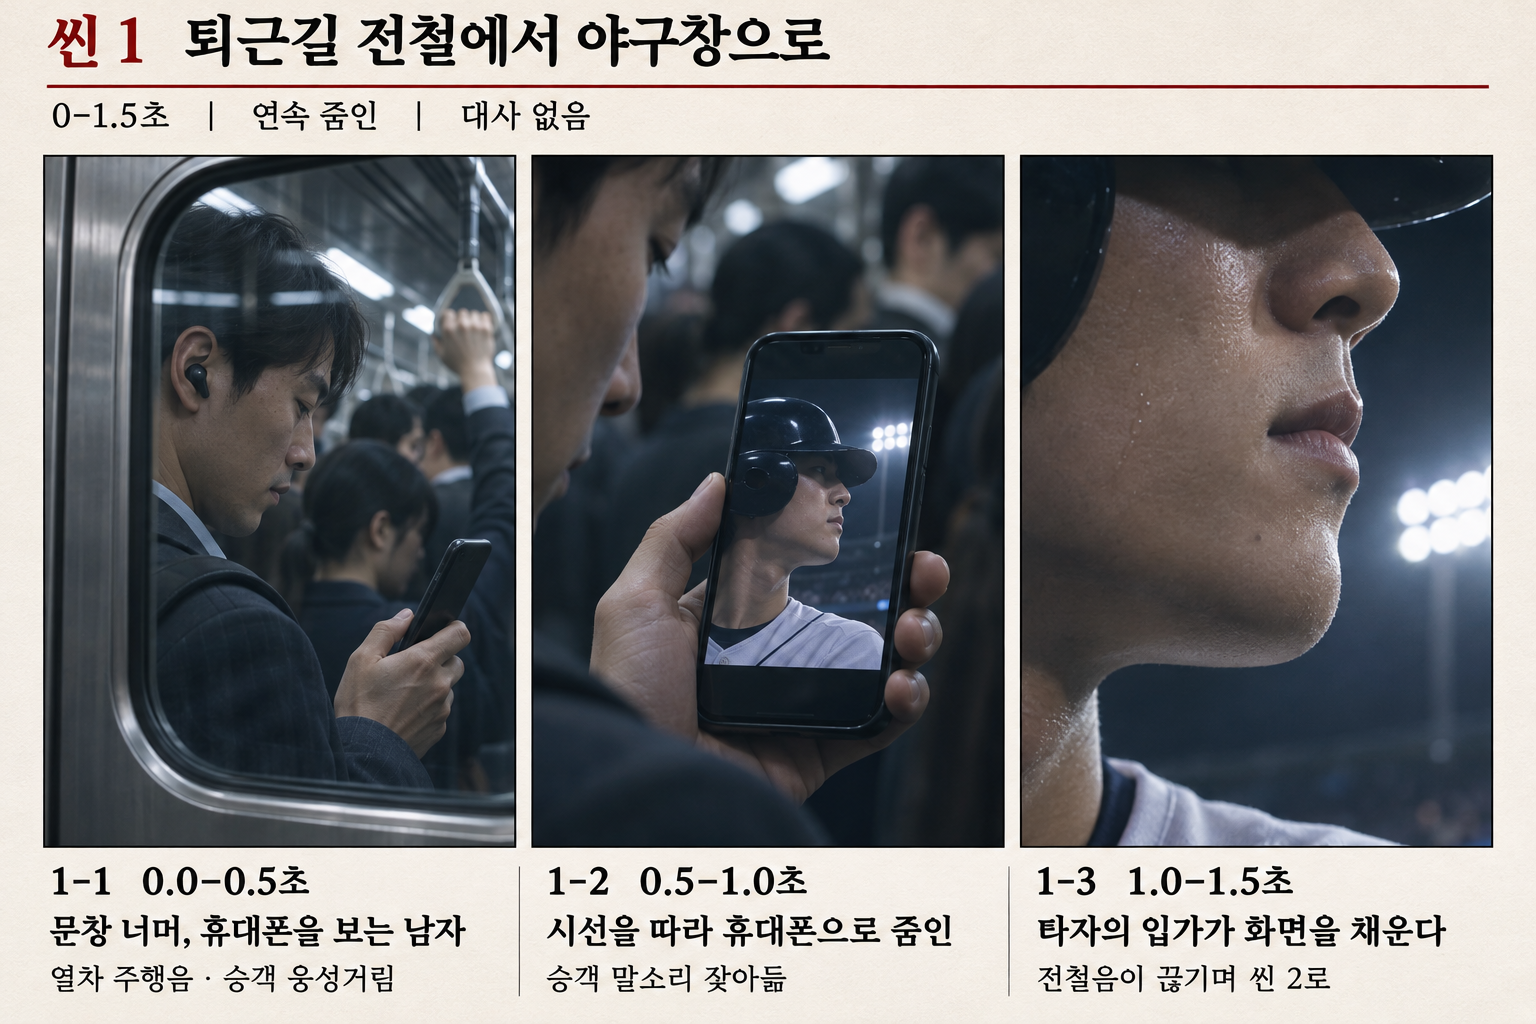 씬 1 퇴근길 전철에서 야구창으로
0-1.5초 | 연속 줌인 | 대사 없음
1-1 0.0-0.5초
문창 너머, 휴대폰을 보는 남자
열차 주행음 · 승객 웅성거림
1-2 0.5-1.0초
시선을 따라 휴대폰으로 줌인
승객 말소리 잦아듦
1-3 1.0-1.5초
타자의 입가가 화면을 채운다
전철음이 끊기며 씬 2로